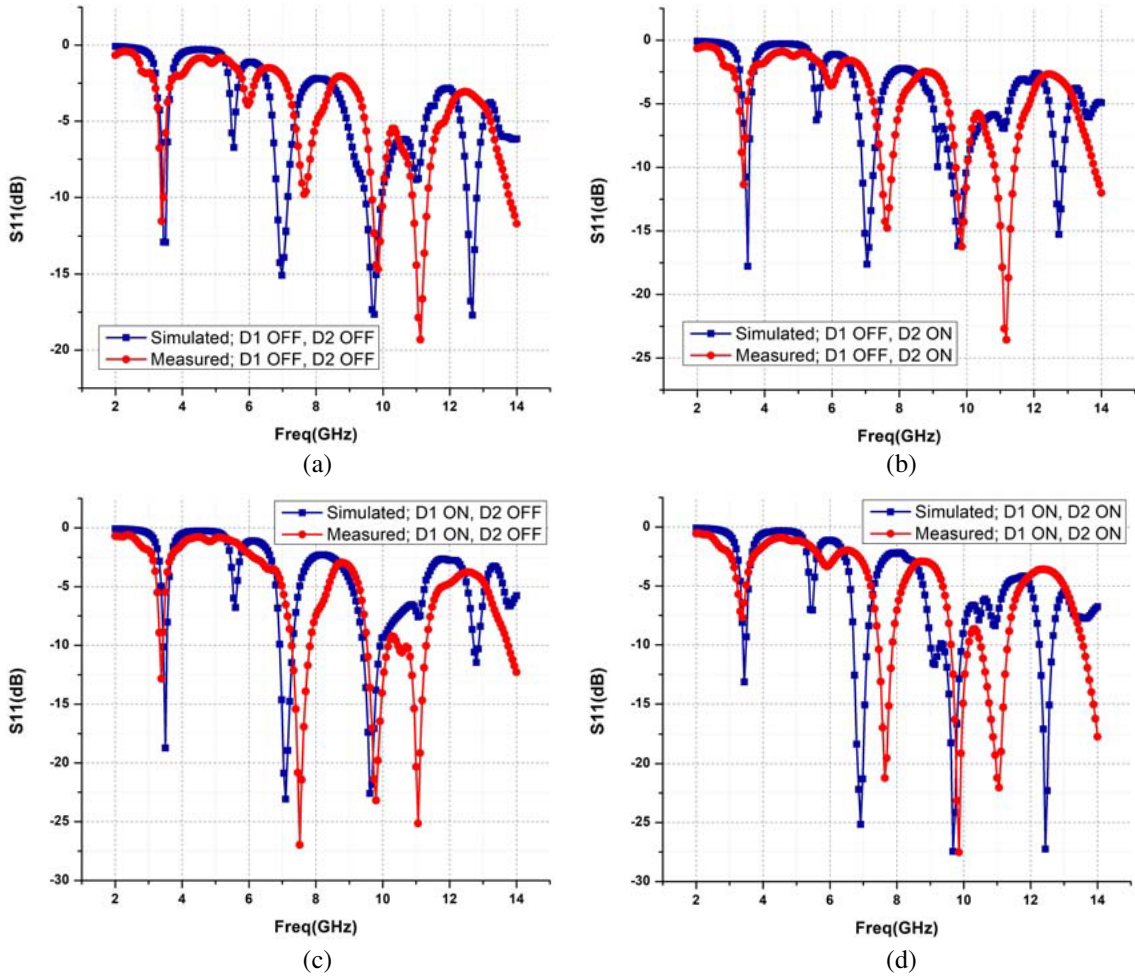 0
-5
-10
-15
-20
S11(dB)
Simulated; D1 OFF, D2 OFF
Measured; D1 OFF, D2 OFF
2 4 6 8 10 12 14
Freq(GHz)
(a)
0
-5
-10
-15
-20
-25
S11(dB)
Simulated; D1 OFF, D2 ON
Measured; D1 OFF, D2 ON
2 4 6 8 10 12 14
Freq(GHz)
(b)
Simulated; D1 ON, D2 OFF
Measured; D1 ON, D2 OFF
0
-5
-10
-15
-20
-25
-30
S11(dB)
2 4 6 8 10 12 14
Freq(GHz)
(c)
Simulated; D1 ON, D2 ON
Measured; D1 ON, D2 ON
0
-5
-10
-15
-20
-25
-30
S11(dB)
2 4 6 8 10 12 14
Freq(GHz)
(d)